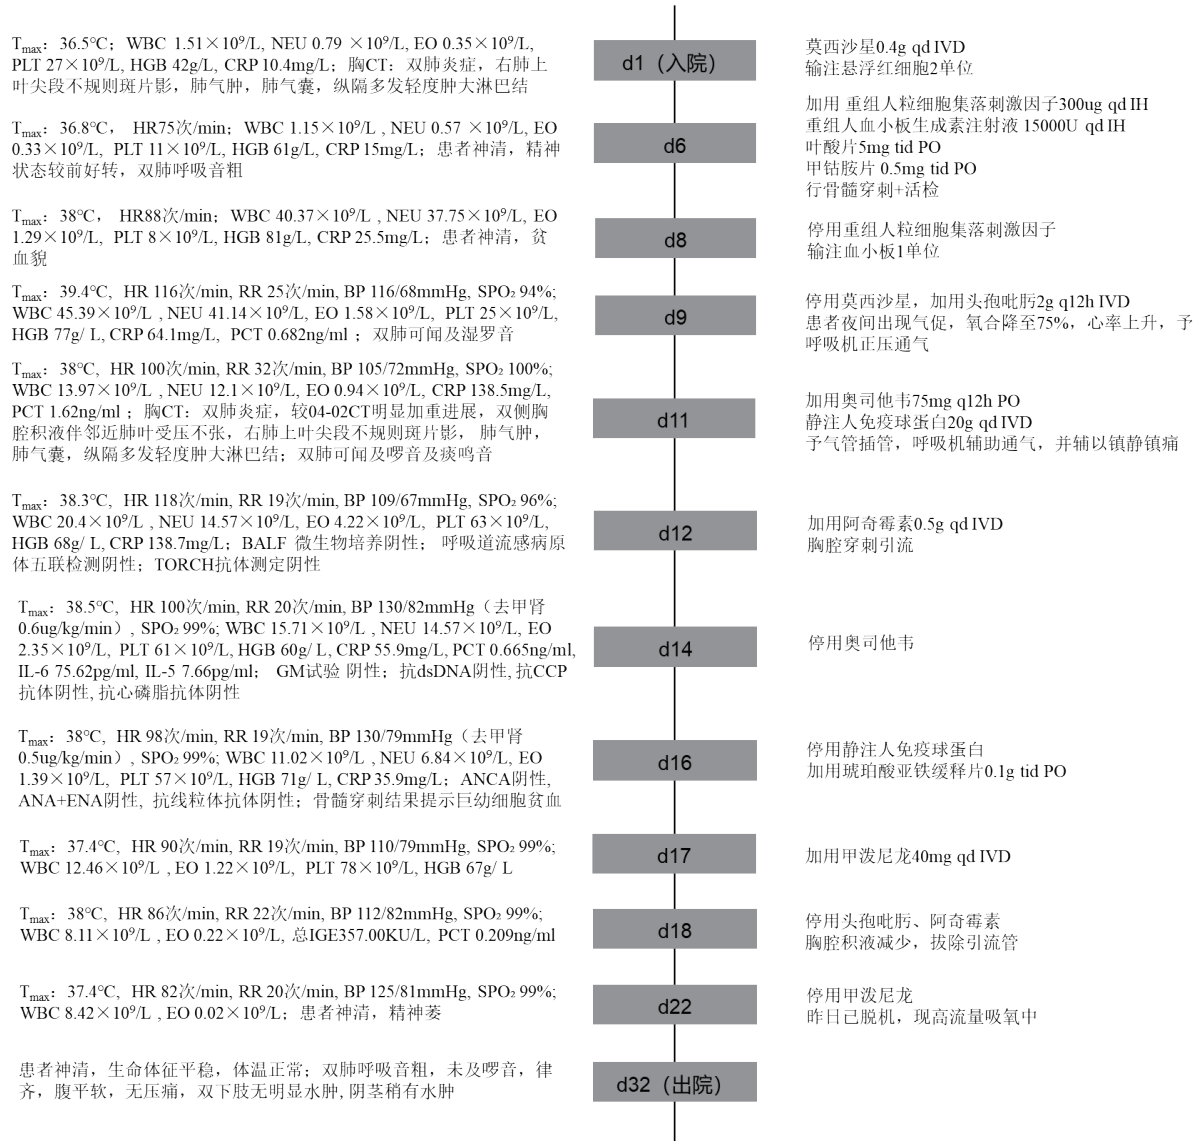 T max：36.5℃；WBC 1.51×10⁹/L, NEU 0.79 ×10⁹/L, EO 0.35×10⁹/L,
PLT 27×10⁹/L, HGB 42g/L, CRP 10.4mg/L；胸CT：双肺炎症，右肺上
叶尖段不规则斑片影，肺气肿，肺气囊，纵隔多发轻度肿大淋巴结
d1（入院）
莫西沙星0.4g qd IVD
输注悬浮红细胞2单位
T max：36.8℃， HR75次/min；WBC 1.15×10⁹/L , NEU 0.57 ×10⁹/L, EO
0.33×10⁹/L, PLT 11×10⁹/L, HGB 61g/L, CRP 15mg/L；患者神清，精神
状态较前好转，双肺呼吸音粗
d6
加用 重组人粒细胞集落刺激因子300ug qd IH
重组人血小板生成素注射液 15000U qd IH
叶酸片5mg tid PO
甲钴胺片 0.5mg tid PO
行骨髓穿刺+活检
T max：38℃， HR88次/min；WBC 40.37×10⁹/L , NEU 37.75×10⁹/L, EO
1.29×10⁹/L, PLT 8×10⁹/L, HGB 81g/L, CRP 25.5mg/L；患者神清，贫
血貌
d8
停用重组人粒细胞集落刺激因子
输注血小板1单位
T max：39.4℃, HR 116次/min, RR 25次/min, BP 116/68mmHg, SPO₂ 94%;
WBC 45.39×10⁹/L , NEU 41.14×10⁹/L, EO 1.58×10⁹/L, PLT 25×10⁹/L,
HGB 77g/ L, CRP 64.1mg/L, PCT 0.682ng/ml ；双肺可闻及湿罗音
d9
停用莫西沙星，加用头孢吡肟2g q12h IVD
患者夜间出现气促，氧合降至75%，心率上升，予
呼吸机正压通气
T max：38℃, HR 100次/min, RR 32次/min, BP 105/72mmHg, SPO₂ 100%;
WBC 13.97×10⁹/L , NEU 12.1×10⁹/L, EO 0.94×10⁹/L, CRP 138.5mg/L,
PCT 1.62ng/ml ；胸CT：双肺炎症，较04-02CT明显加重进展，双侧胸
腔积液伴邻近肺叶受压不张，右肺上叶尖段不规则斑片影， 肺气肿，
肺气囊，纵隔多发轻度肿大淋巴结；双肺可闻及啰音及痰鸣音
d11
加用奥司他韦75mg q12h PO
静注人免疫球蛋白20g qd IVD
予气管插管，呼吸机辅助通气，并辅以镇静镇痛
T max：38.3℃, HR 118次/min, RR 19次/min, BP 109/67mmHg, SPO₂ 96%;
WBC 20.4×10⁹/L , NEU 14.57×10⁹/L, EO 4.22×10⁹/L, PLT 63×10⁹/L,
HGB 68g/ L, CRP 138.7mg/L；BALF 微生物培养阴性； 呼吸道流感病原
体五联检测阴性；TORCH抗体测定阴性
d12
加用阿奇霉素0.5g qd IVD
胸腔穿刺引流
T max：38.5℃, HR 100次/min, RR 20次/min, BP 130/82mmHg（去甲肾
0.6ug/kg/min）, SPO₂ 99%; WBC 15.71×10⁹/L , NEU 14.57×10⁹/L, EO
2.35×10⁹/L, PLT 61×10⁹/L, HGB 60g/ L, CRP 55.9mg/L, PCT 0.665ng/ml,
IL-6 75.62pg/ml, IL-5 7.66pg/ml； GM试验 阴性；抗dsDNA阴性, 抗CCP
抗体阴性, 抗心磷脂抗体阴性
d14
停用奥司他韦
T max：38℃, HR 98次/min, RR 19次/min, BP 130/79mmHg（去甲肾
0.5ug/kg/min）, SPO₂ 99%; WBC 11.02×10⁹/L , NEU 6.84×10⁹/L, EO
1.39×10⁹/L, PLT 57×10⁹/L, HGB 71g/ L, CRP 35.9mg/L；ANCA阴性,
ANA+ENA阴性, 抗线粒体抗体阴性；骨髓穿刺结果提示巨幼细胞贫血
d16
停用静注人免疫球蛋白
加用琥珀酸亚铁缓释片0.1g tid PO
T max：37.4℃, HR 90次/min, RR 19次/min, BP 110/79mmHg, SPO₂ 99%;
WBC 12.46×10⁹/L , EO 1.22×10⁹/L, PLT 78×10⁹/L, HGB 67g/ L
d17
加用甲泼尼龙40mg qd IVD
T max：38℃, HR 86次/min, RR 22次/min, BP 112/82mmHg, SPO₂ 99%;
WBC 8.11×10⁹/L , EO 0.22×10⁹/L, 总IGE357.00KU/L, PCT 0.209ng/ml
d18
停用头孢吡肟、阿奇霉素
胸腔积液减少，拔除引流管
T max：37.4℃, HR 82次/min, RR 20次/min, BP 125/81mmHg, SPO₂ 99%;
WBC 8.42×10⁹/L , EO 0.02×10⁹/L；患者神清，精神萎
d22
停用甲泼尼龙
昨日已脱机，现高流量吸氧中
患者神清，生命体征平稳，体温正常；双肺呼吸音粗，未及啰音，律
齐，腹平软，无压痛，双下肢无明显水肿, 阴茎稍有水肿
d32（出院）